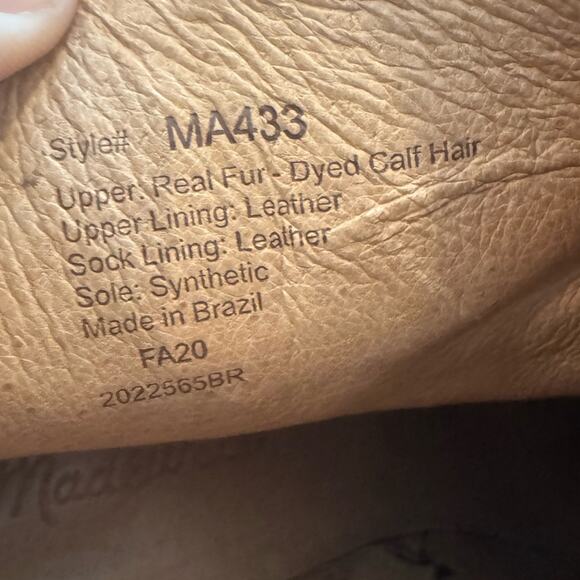 Style# MA433
Upper: Real Fur - Dyed Calf Hair
Upper Lining: Leather
Sock Lining: Leather
Sole: Synthetic
Made in Brazil
FA20
2022565BR